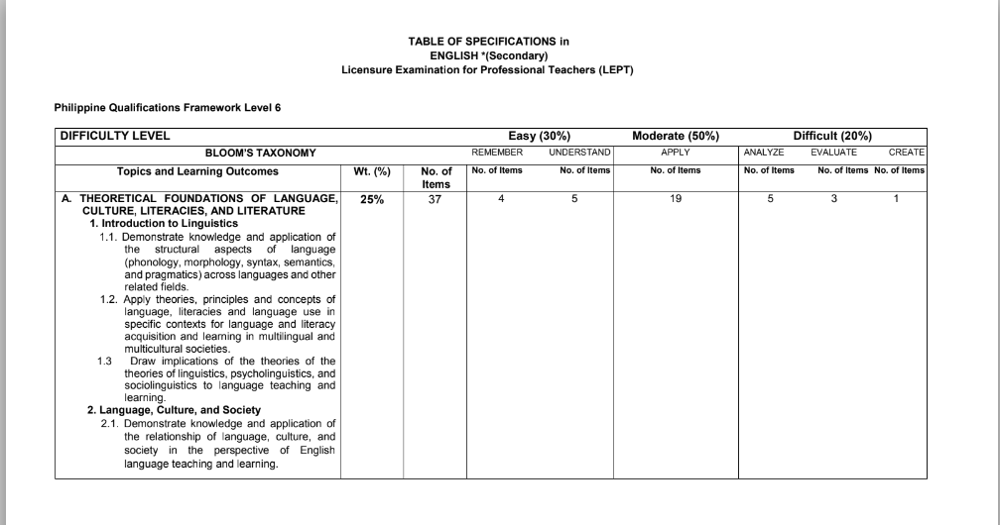 TABLE OF SPECIFICATIONS in
ENGLISH *(Secondary)
Licensure Examination for Professional Teachers (LEPT)
Philippine Qualifications Framework Level 6
DIFFICULTY LEVEL Easy (30%) Moderate (50%) Difficult (20%)
BLOOM'S TAXONOMY REMEMBER UNDERSTAND APPLY ANALYZE EVALUATE CREATE
Topics and Learning Outcomes Wt. (%) No. of Items No. of Items No. of Items No. of Items No. of Items No. of Items No. of Items
A. THEORETICAL FOUNDATIONS OF LANGUAGE, 25% 37 4 5 19 5 3 1
CULTURE, LITERACIES, AND LITERATURE
1. Introduction to Linguistics
1.1. Demonstrate knowledge and application of
the structural aspects of language
(phonology, morphology, syntax, semantics,
and pragmatics) across languages and other
related fields.
1.2. Apply theories, principles and concepts of
language, literacies and language use in
specific contexts for language and literacy
acquisition and learning in multilingual and
multicultural societies.
1.3 Draw implications of the theories of the
theories of linguistics, psycholinguistics, and
sociolinguistics to language teaching and
learning.
2. Language, Culture, and Society
2.1. Demonstrate knowledge and application of
the relationship of language, culture, and
society in the perspective of English
language teaching and learning.